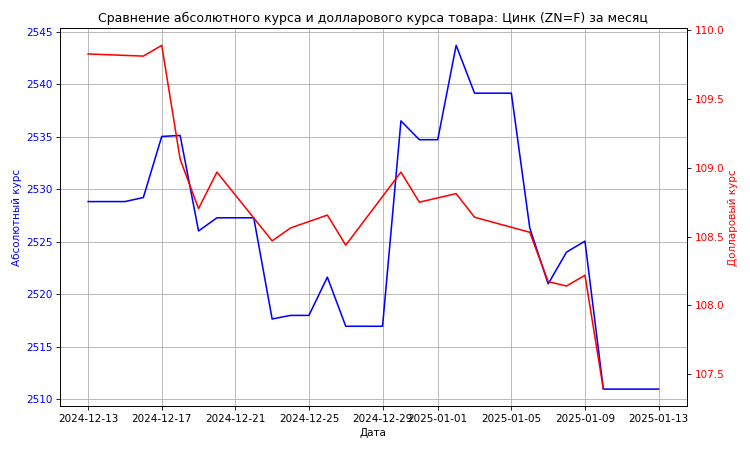 Сравнение абсолютного курса и долларового курса товара: Цинк (ZN=F) за месяц
Абсолютный курс
2545
2540
2535
2530
2525
2520
2515
2510
110.0
109.5
109.0
108.5
108.0
107.5
Долларовый курс
2024-12-13 2024-12-17 2024-12-21 2024-12-25 2024-12-29 2025-01-01 2025-01-05 2025-01-09 2025-01-13
Дата